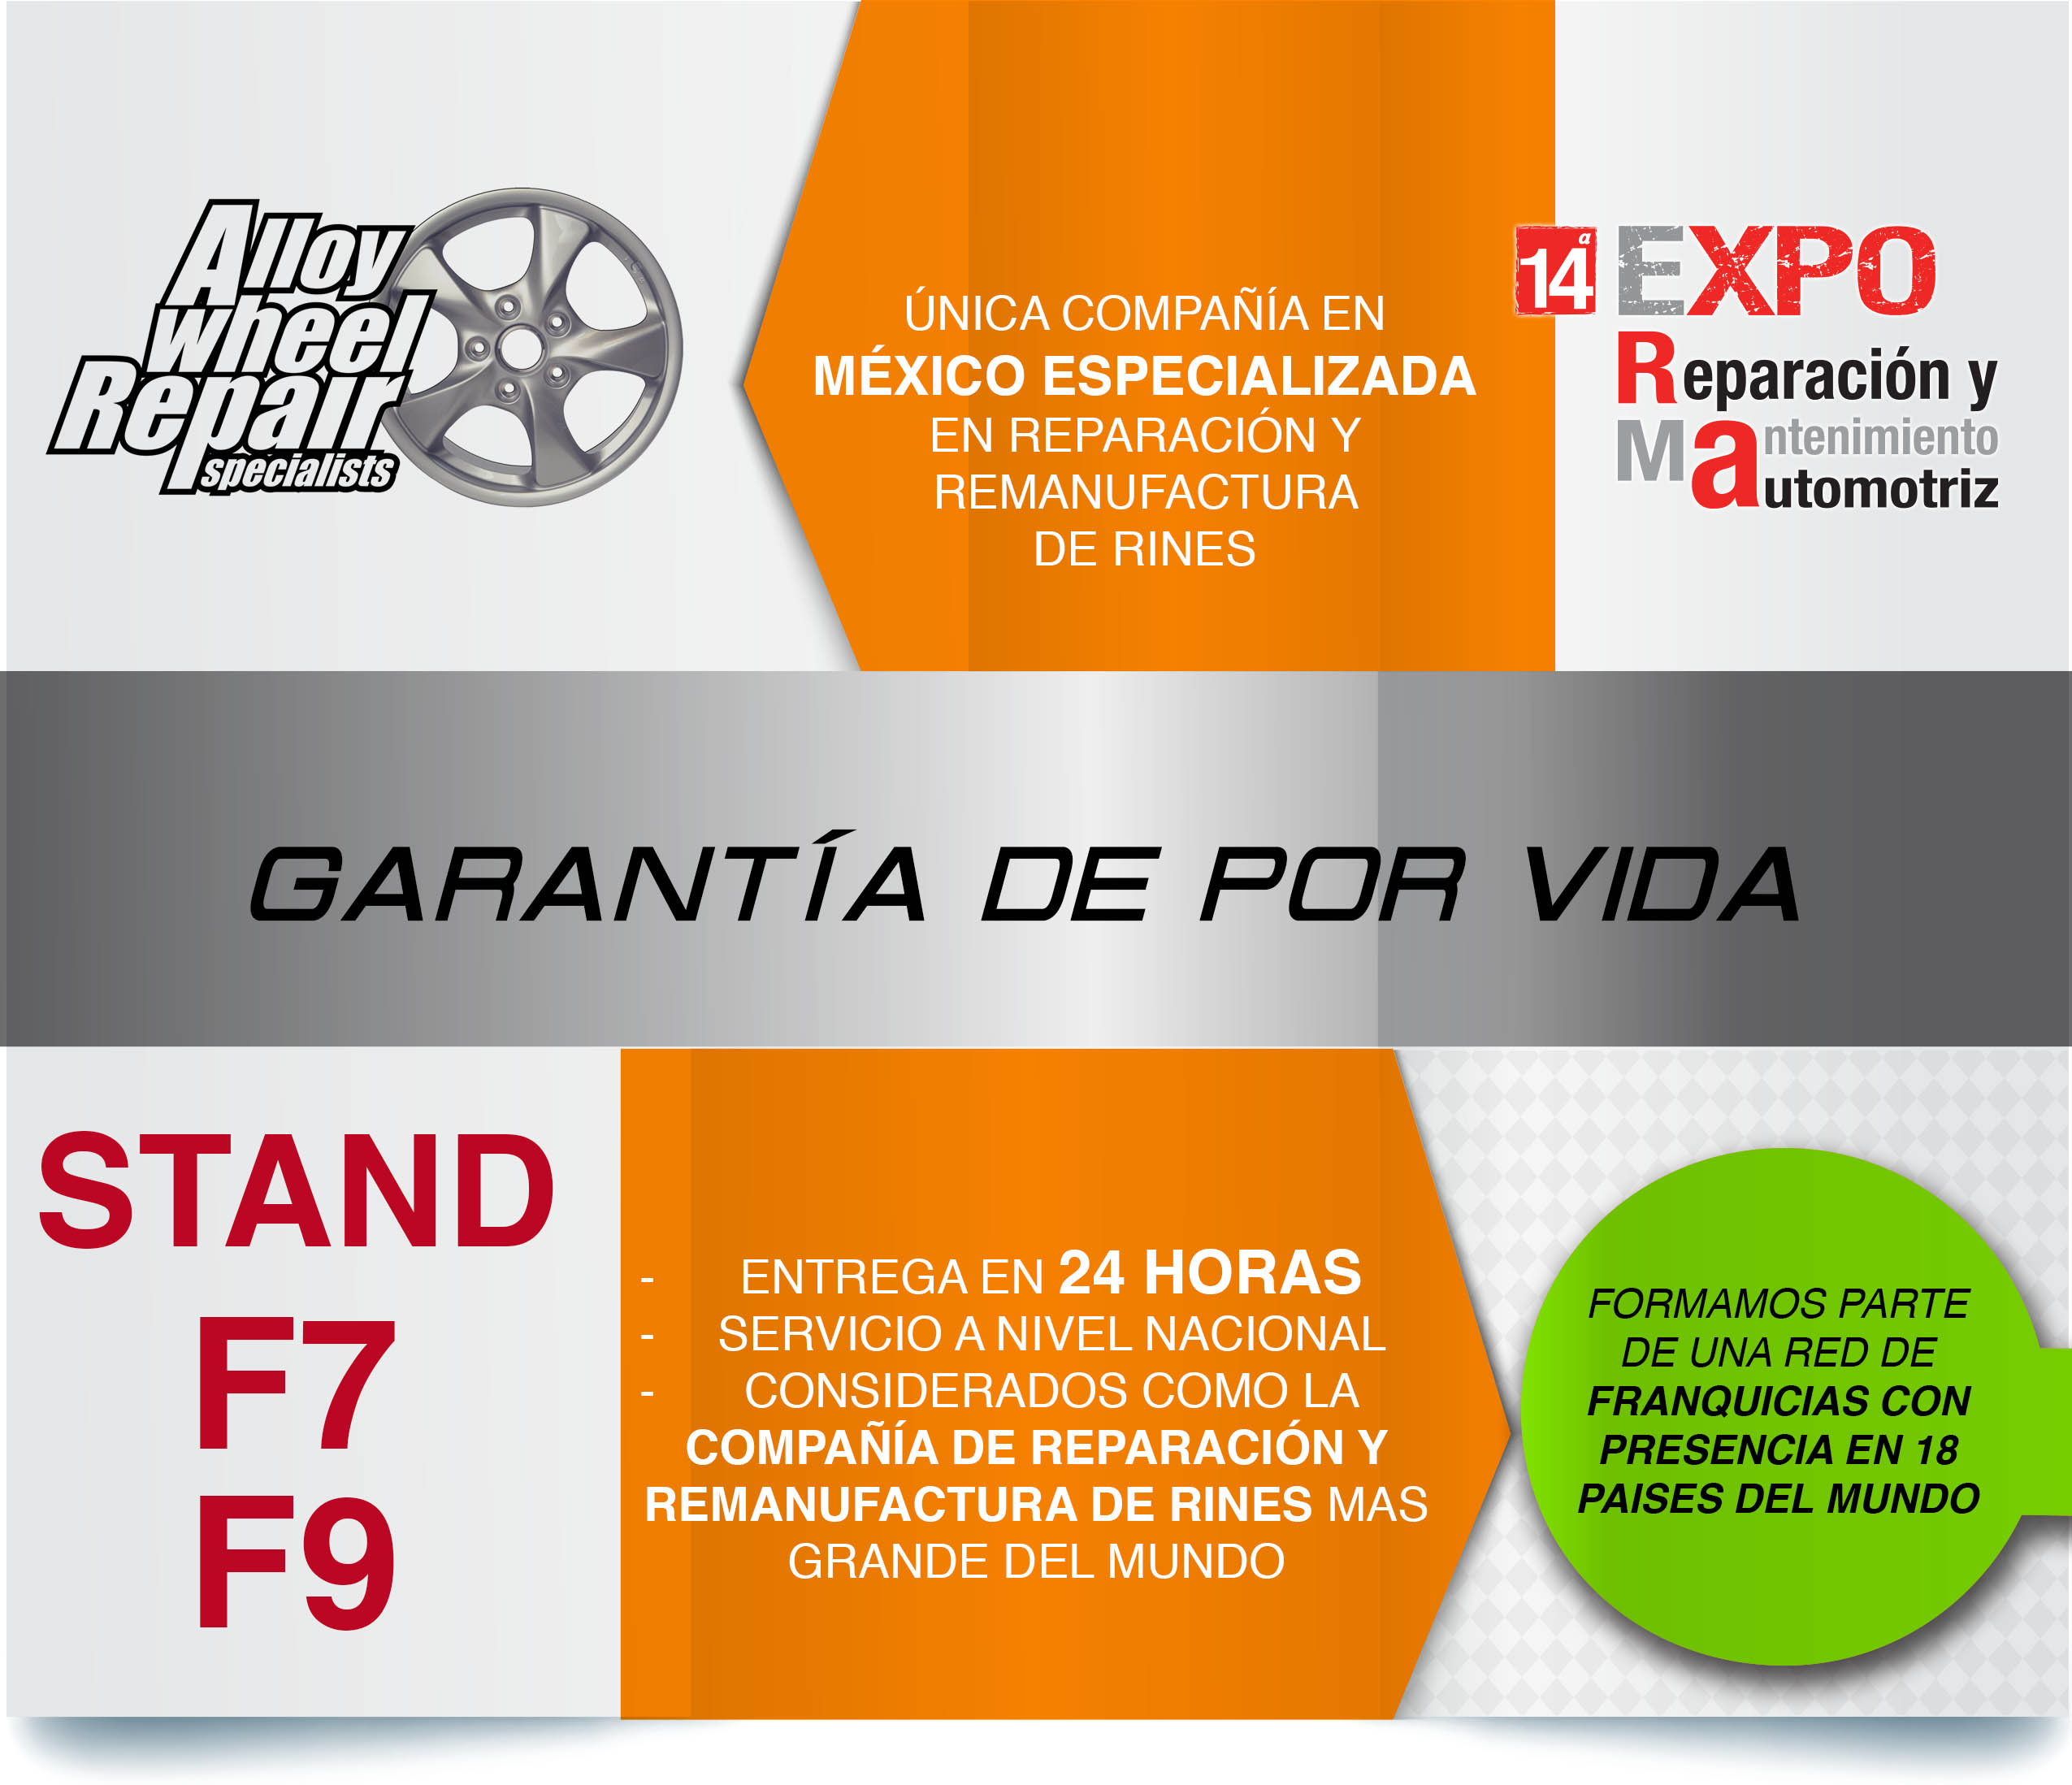 Alloy
wheel
Repair
specialists
ÚNICA COMPAÑÍA EN
MÉXICO ESPECIALIZADA
EN REPARACIÓN Y
REMANUFACTURA
DE RINES
14ª EXPO
Reparación y
Mantenimiento
automotriz
GARANTÍA DE POR VIDA
STAND
F7
F9
- ENTREGA EN 24 HORAS
- SERVICIO A NIVEL NACIONAL
- CONSIDERADOS COMO LA
COMPAÑÍA DE REPARACIÓN Y
REMANUFACTURA DE RINES MAS
GRANDE DEL MUNDO
FORMAMOS PARTE
DE UNA RED DE
FRANQUICIAS CON
PRESENCIA EN 18
PAISES DEL MUNDO